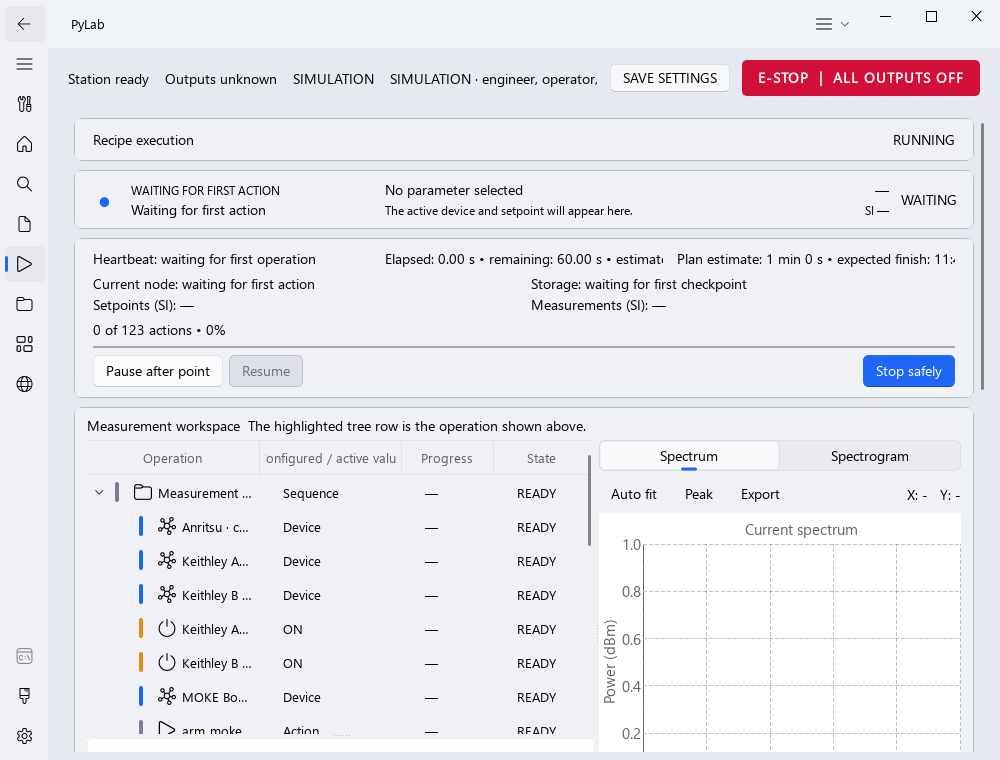 PyLab
Station ready Outputs unknown SIMULATION SIMULATION · engineer, operator, SAVE SETTINGS E-STOP | ALL OUTPUTS OFF
Recipe execution RUNNING
WAITING FOR FIRST ACTION
Waiting for first action
No parameter selected
The active device and setpoint will appear here.
—
SI —
WAITING
Heartbeat: waiting for first operation Elapsed: 0.00 s • remaining: 60.00 s • estimate Plan estimate: 1 min 0 s • expected finish: 11:4
Current node: waiting for first action Storage: waiting for first checkpoint
Setpoints (SI): — Measurements (SI): —
0 of 123 actions • 0%
Pause after point Resume Stop safely
Measurement workspace The highlighted tree row is the operation shown above.
Operation onfigured / active valu Progress State
Measurement ... Sequence — READY
Anritsu · c... Device — READY
Keithley A... Device — READY
Keithley B ... Device — READY
Keithley A... ON — READY
Keithley B ... ON — READY
MOKE Bo... Device — READY
arm_moke Action — READY
Spectrum Spectrogram
Auto fit Peak Export X: - Y: -
Current spectrum
Power (dBm)
1.0
0.8
0.6
0.4
0.2